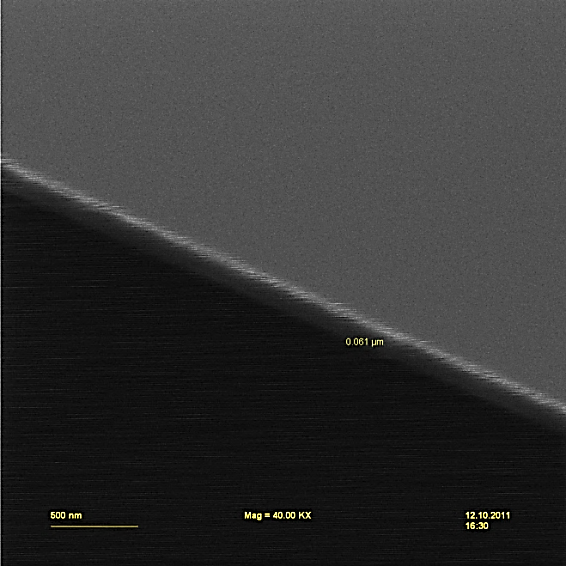 0.061 µm
500 nm
Mag = 40.00 KX
12.10.2011
16:30